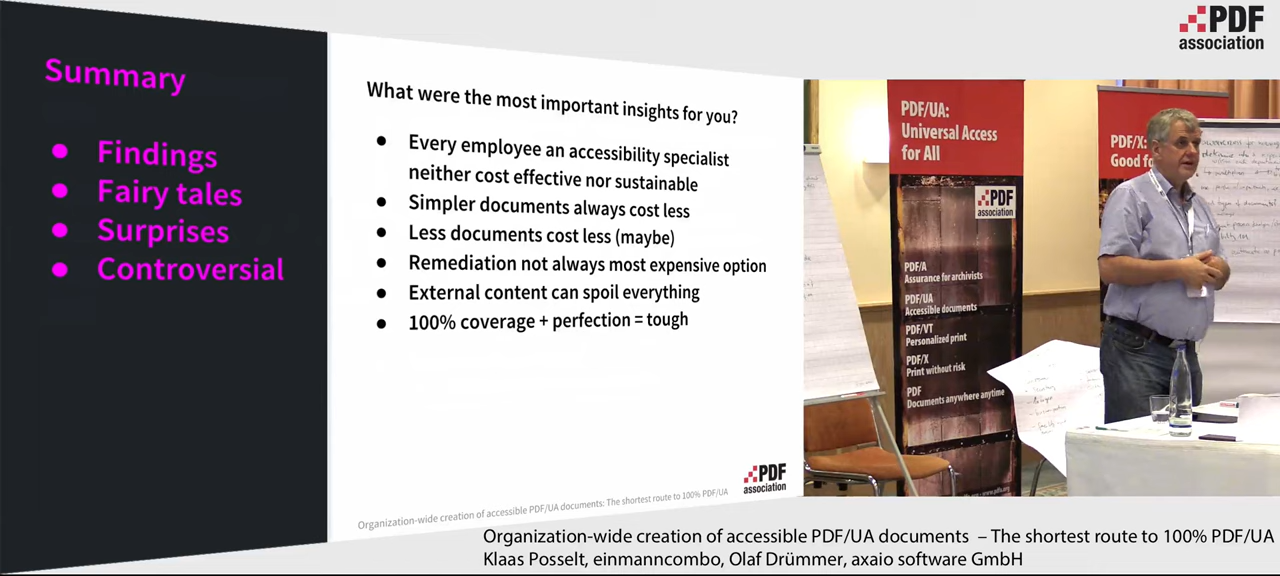 Summary
● Findings
● Fairy tales
● Surprises
● Controversial
What were the most important insights for you?
● Every employee an accessibility specialist
neither cost effective nor sustainable
● Simpler documents always cost less
● Less documents cost less (maybe)
● Remediation not always most expensive option
● External content can spoil everything
● 100% coverage + perfection = tough
PDF
association
Organization-wide creation of accessible PDF/UA documents: The shortest route to 100% PDF/UA
PDF
association
PDF/UA:
Universal Access
for All
PDF
association
PDF/A
Assurance for archivists
PDF/UA
Accessible documents
PDF/VT
Personalized print
PDF/X
Print without risk
PDF
Documents anywhere anytime
PDF/X:
Good
Organization-wide creation of accessible PDF/UA documents – The shortest route to 100% PDF/UA
Klaas Posselt, einmanncombo, Olaf Drümmer, axaio software GmbH